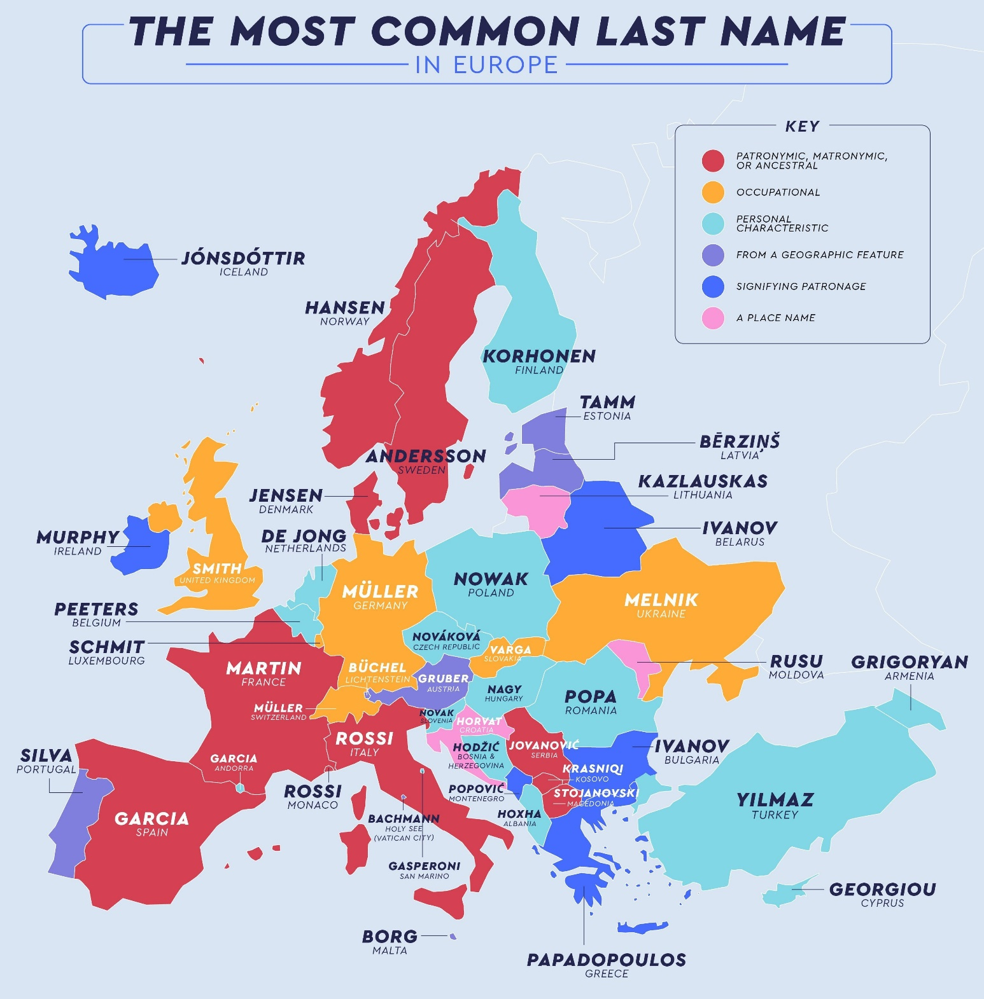 THE MOST COMMON LAST NAME
IN EUROPE
KEY
PATRONYMIC, MATRONYMIC,
OR ANCESTRAL
OCCUPATIONAL
PERSONAL
CHARACTERISTIC
FROM A GEOGRAPHIC FEATURE
SIGNIFYING PATRONAGE
A PLACE NAME
JÓNSDÓTTIR
ICELAND
HANSEN
NORWAY
KORHONEN
FINLAND
TAMM
ESTONIA
BĒRZIŅŠ
LATVIA
ANDERSSON
SWEDEN
KAZLAUSKAS
LITHUANIA
JENSEN
DENMARK
IVANOV
BELARUS
MURPHY
IRELAND
DE JONG
NETHERLANDS
SMITH
UNITED KINGDOM
MÜLLER
GERMANY
NOWAK
POLAND
MELNIK
UKRAINE
PEETERS
BELGIUM
SCHMIT
LUXEMBOURG
NOVÁKOVÁ
CZECH REPUBLIC
VARGA
SLOVAKIA
MARTIN
FRANCE
BÜCHEL
LICHTENSTEIN
GRUBER
AUSTRIA
NAGY
HUNGARY
POPA
ROMANIA
RUSU
MOLDOVA
GRIGORYAN
ARMENIA
MÜLLER
SWITZERLAND
NOVAK
SLOVENIA
HORVAT
CROATIA
ROSSI
ITALY
HODŽIĆ
BOSNIA &
HERZEGOVINA
JOVANOVIĆ
SERBIA
IVANOV
BULGARIA
SILVA
PORTUGAL
GARCIA
ANDORRA
KRASNIQI
KOSOVO
ROSSI
MONACO
POPOVIĆ
MONTENEGRO
STOJANOVSKI
MACEDONIA
YILMAZ
TURKEY
GARCIA
SPAIN
BACHMANN
HOLY SEE
(VATICAN CITY)
HOXHA
ALBANIA
GASPERONI
SAN MARINO
GEORGIOU
CYPRUS
BORG
MALTA
PAPADOPOULOS
GREECE